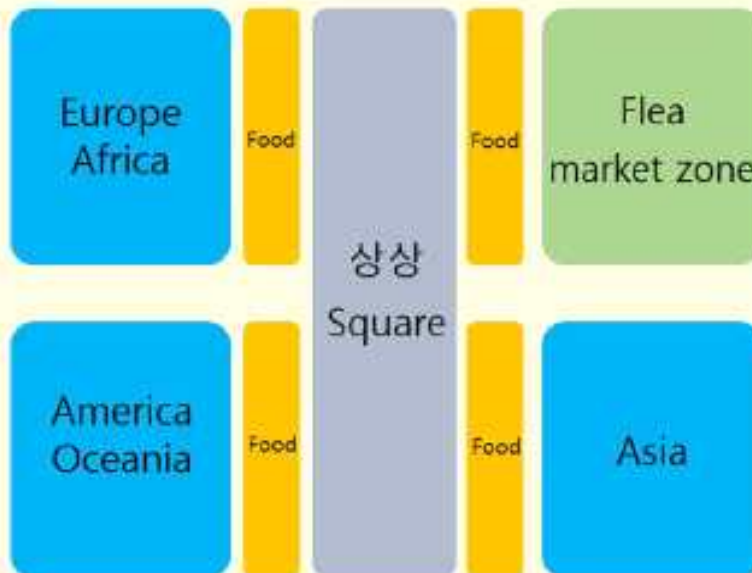 Europe
Africa
Food
상상
Square
Food
Flea
market zone
America
Oceania
Food
Food
Asia